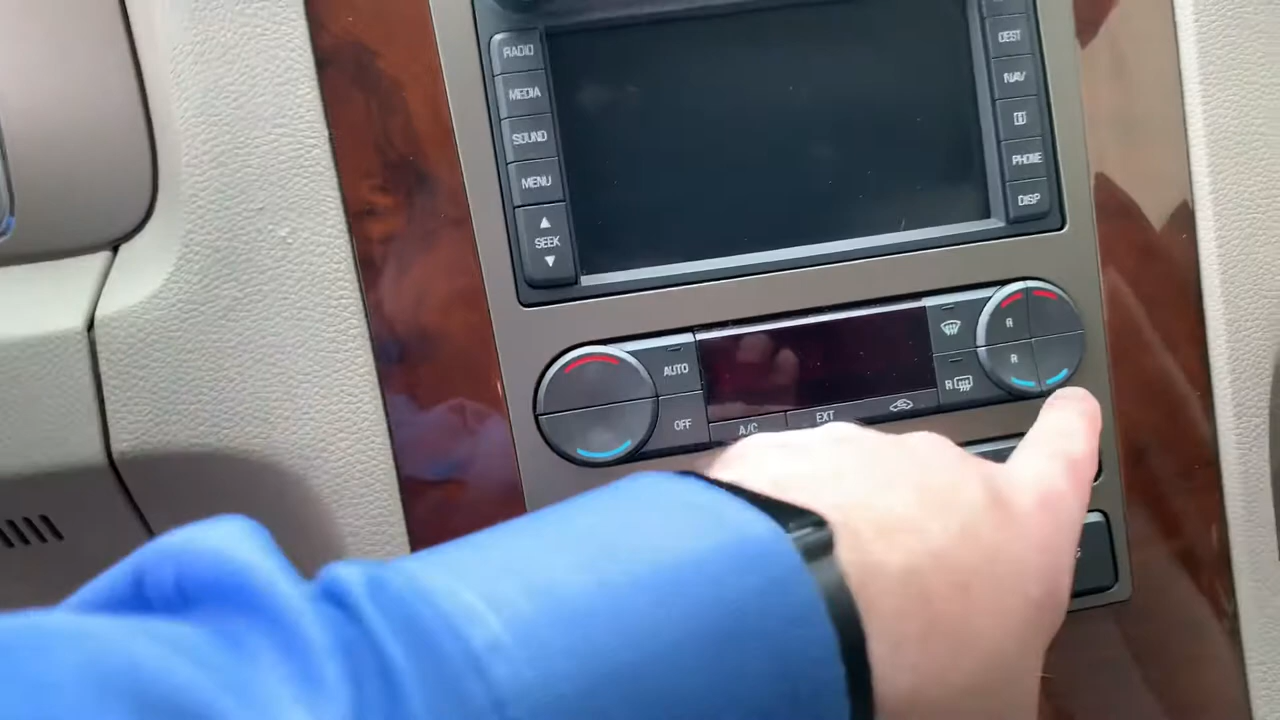 RADIO
MEDIA
SOUND
MENU
SEEK
DEST
NAV
PHONE
DISP
AUTO
OFF
A/C
EXT
R
R
R